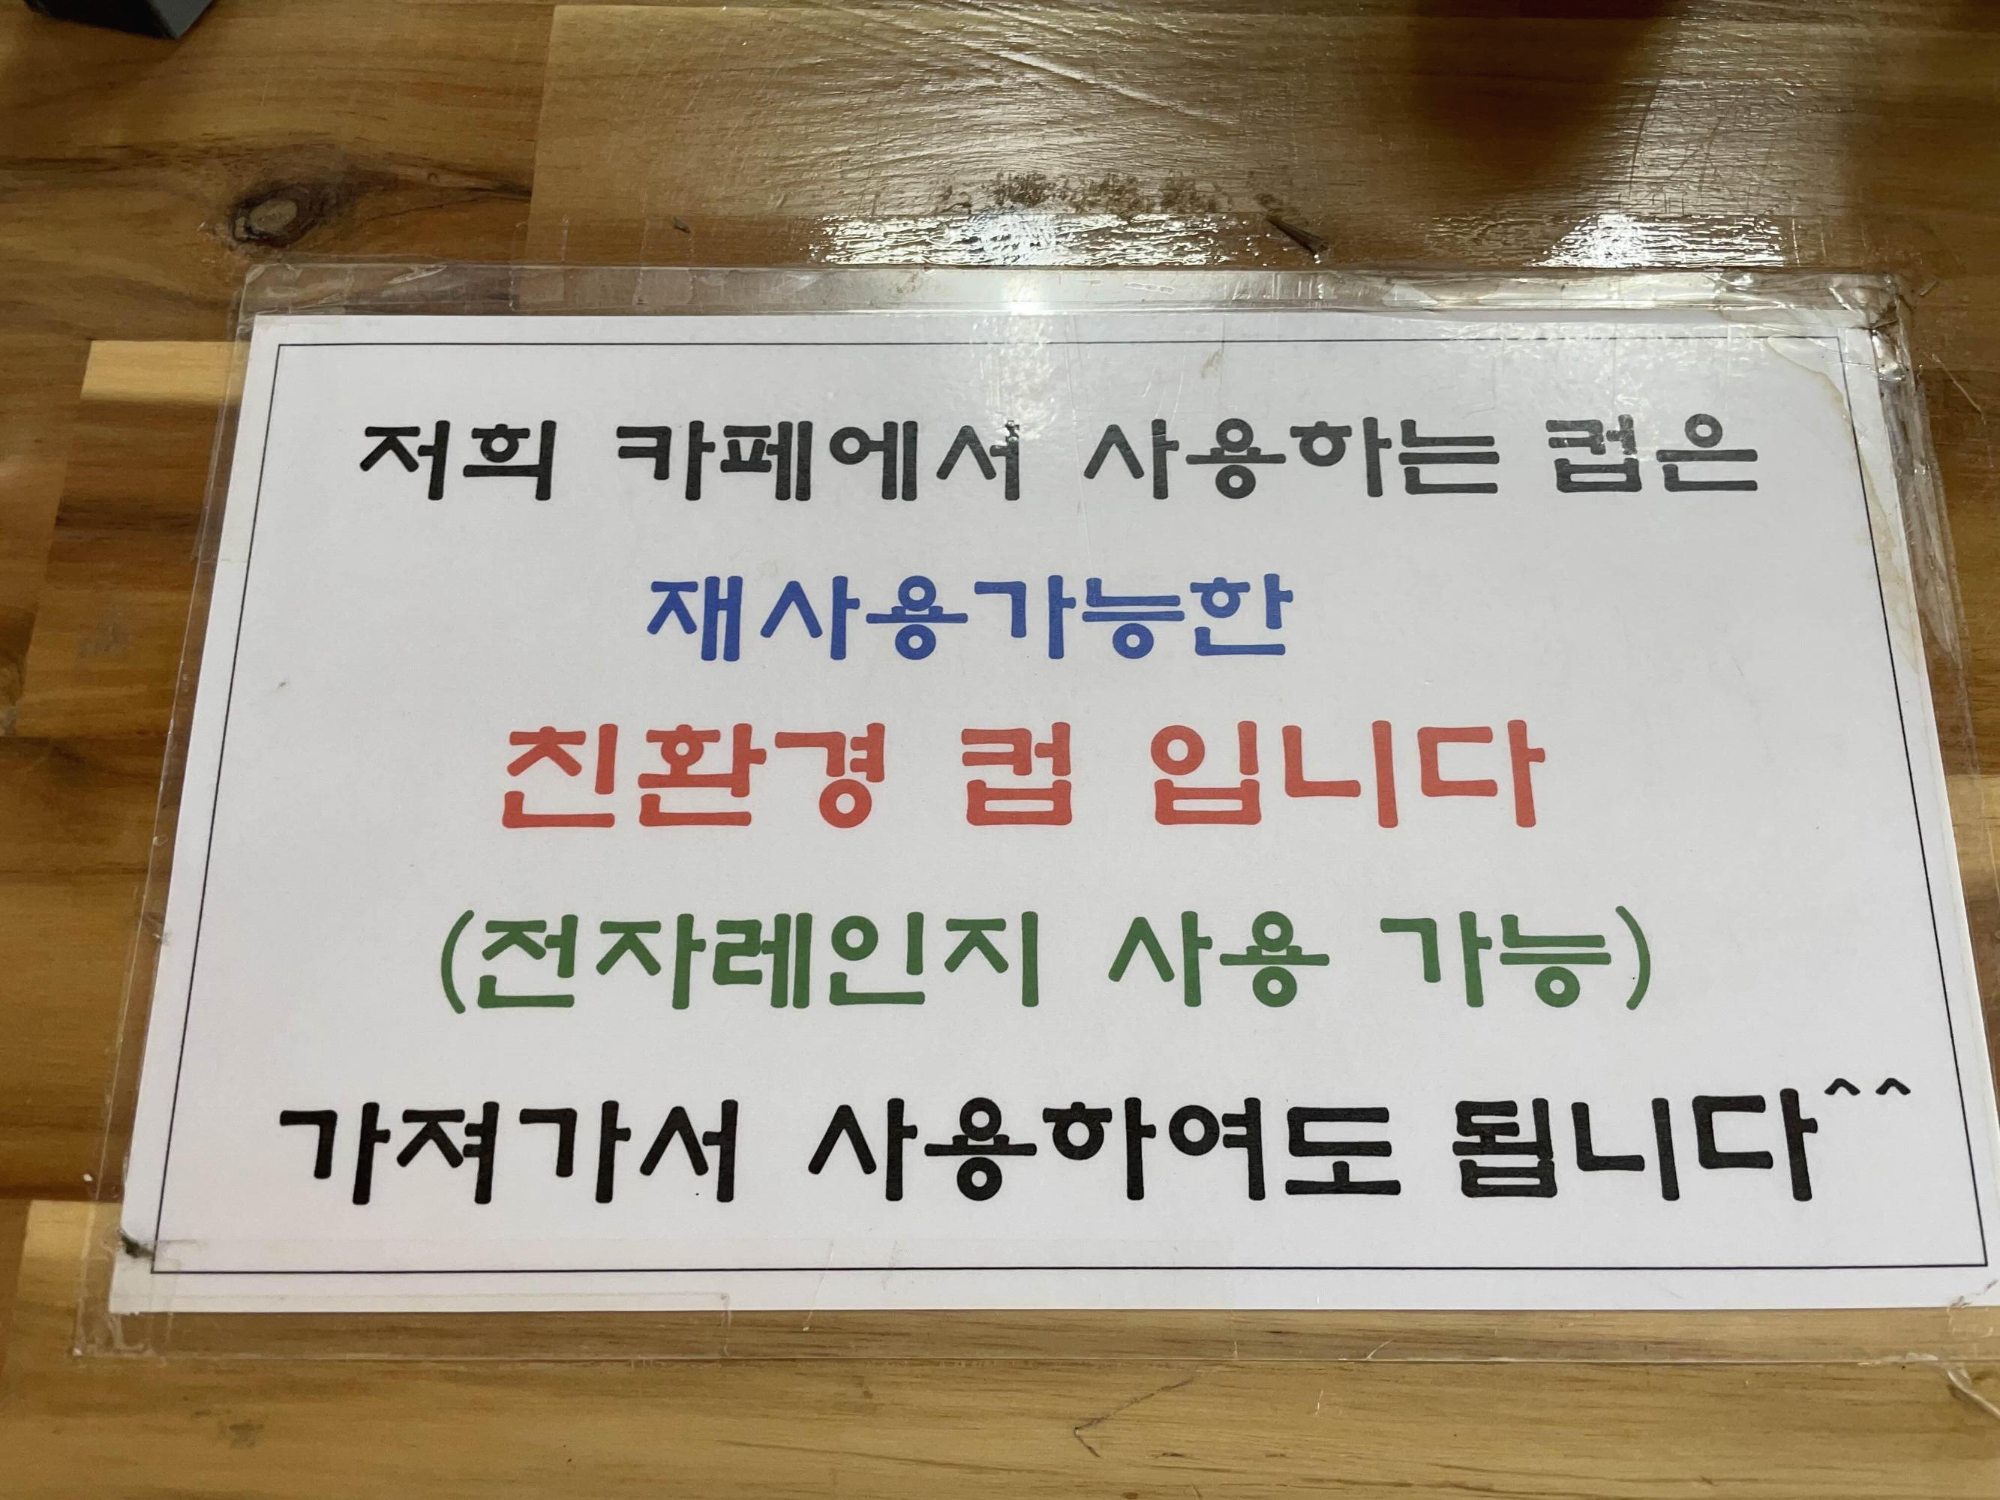 저희 카페에서 사용하는 컵은
재사용가능한
친환경 컵 입니다
(전자레인지 사용 가능)
가져가서 사용하여도 됩니다^^